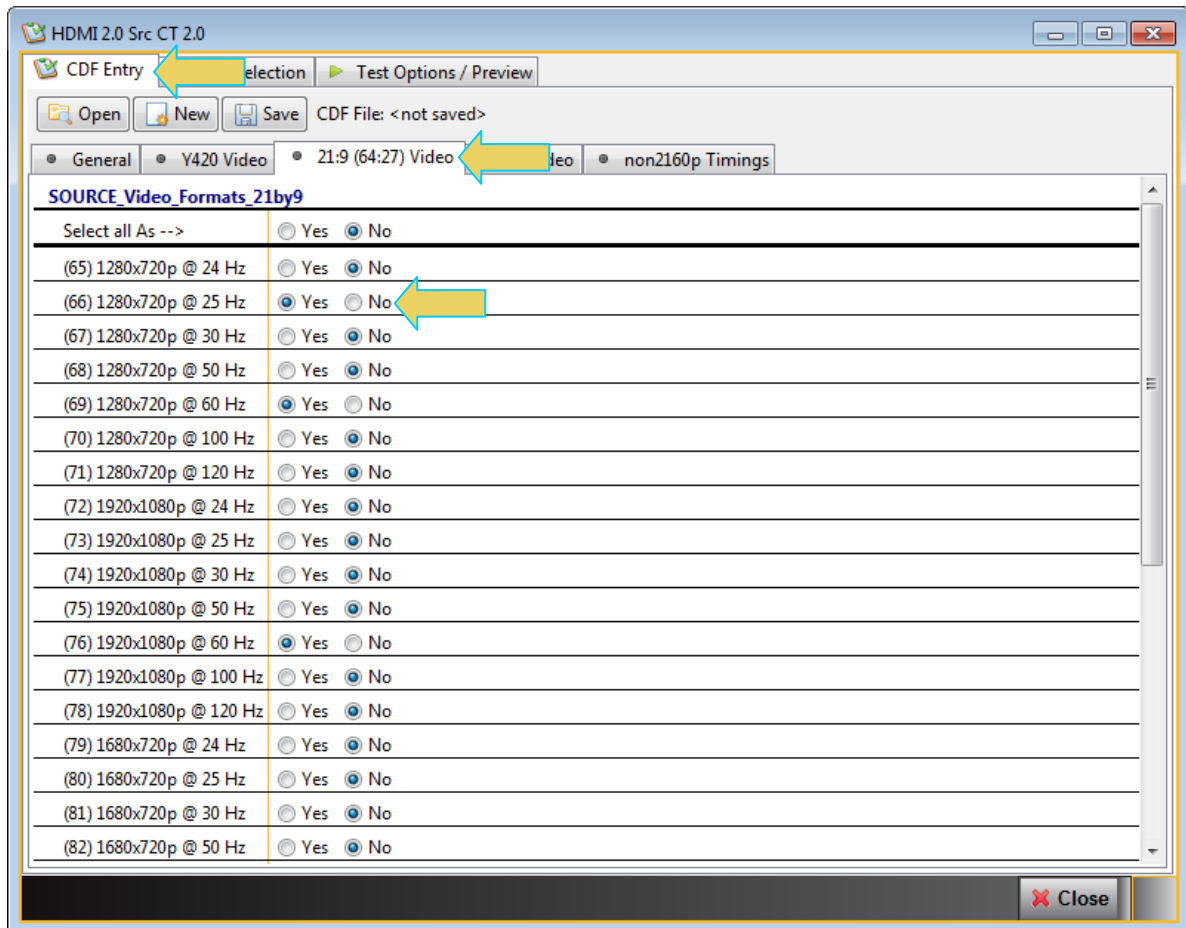 HDMI 2.0 Src CT 2.0
CDF Entry Test Options / Preview
Open New Save CDF File: <not saved>
General Y420 Video 21:9 (64:27) Video non2160p Timings
SOURCE_Video_Formats_21by9
Select all As --> Yes No
(65) 1280x720p @ 24 Hz Yes No
(66) 1280x720p @ 25 Hz Yes No
(67) 1280x720p @ 30 Hz Yes No
(68) 1280x720p @ 50 Hz Yes No
(69) 1280x720p @ 60 Hz Yes No
(70) 1280x720p @ 100 Hz Yes No
(71) 1280x720p @ 120 Hz Yes No
(72) 1920x1080p @ 24 Hz Yes No
(73) 1920x1080p @ 25 Hz Yes No
(74) 1920x1080p @ 30 Hz Yes No
(75) 1920x1080p @ 50 Hz Yes No
(76) 1920x1080p @ 60 Hz Yes No
(77) 1920x1080p @ 100 Hz Yes No
(78) 1920x1080p @ 120 Hz Yes No
(79) 1680x720p @ 24 Hz Yes No
(80) 1680x720p @ 25 Hz Yes No
(81) 1680x720p @ 30 Hz Yes No
(82) 1680x720p @ 50 Hz Yes No
Close